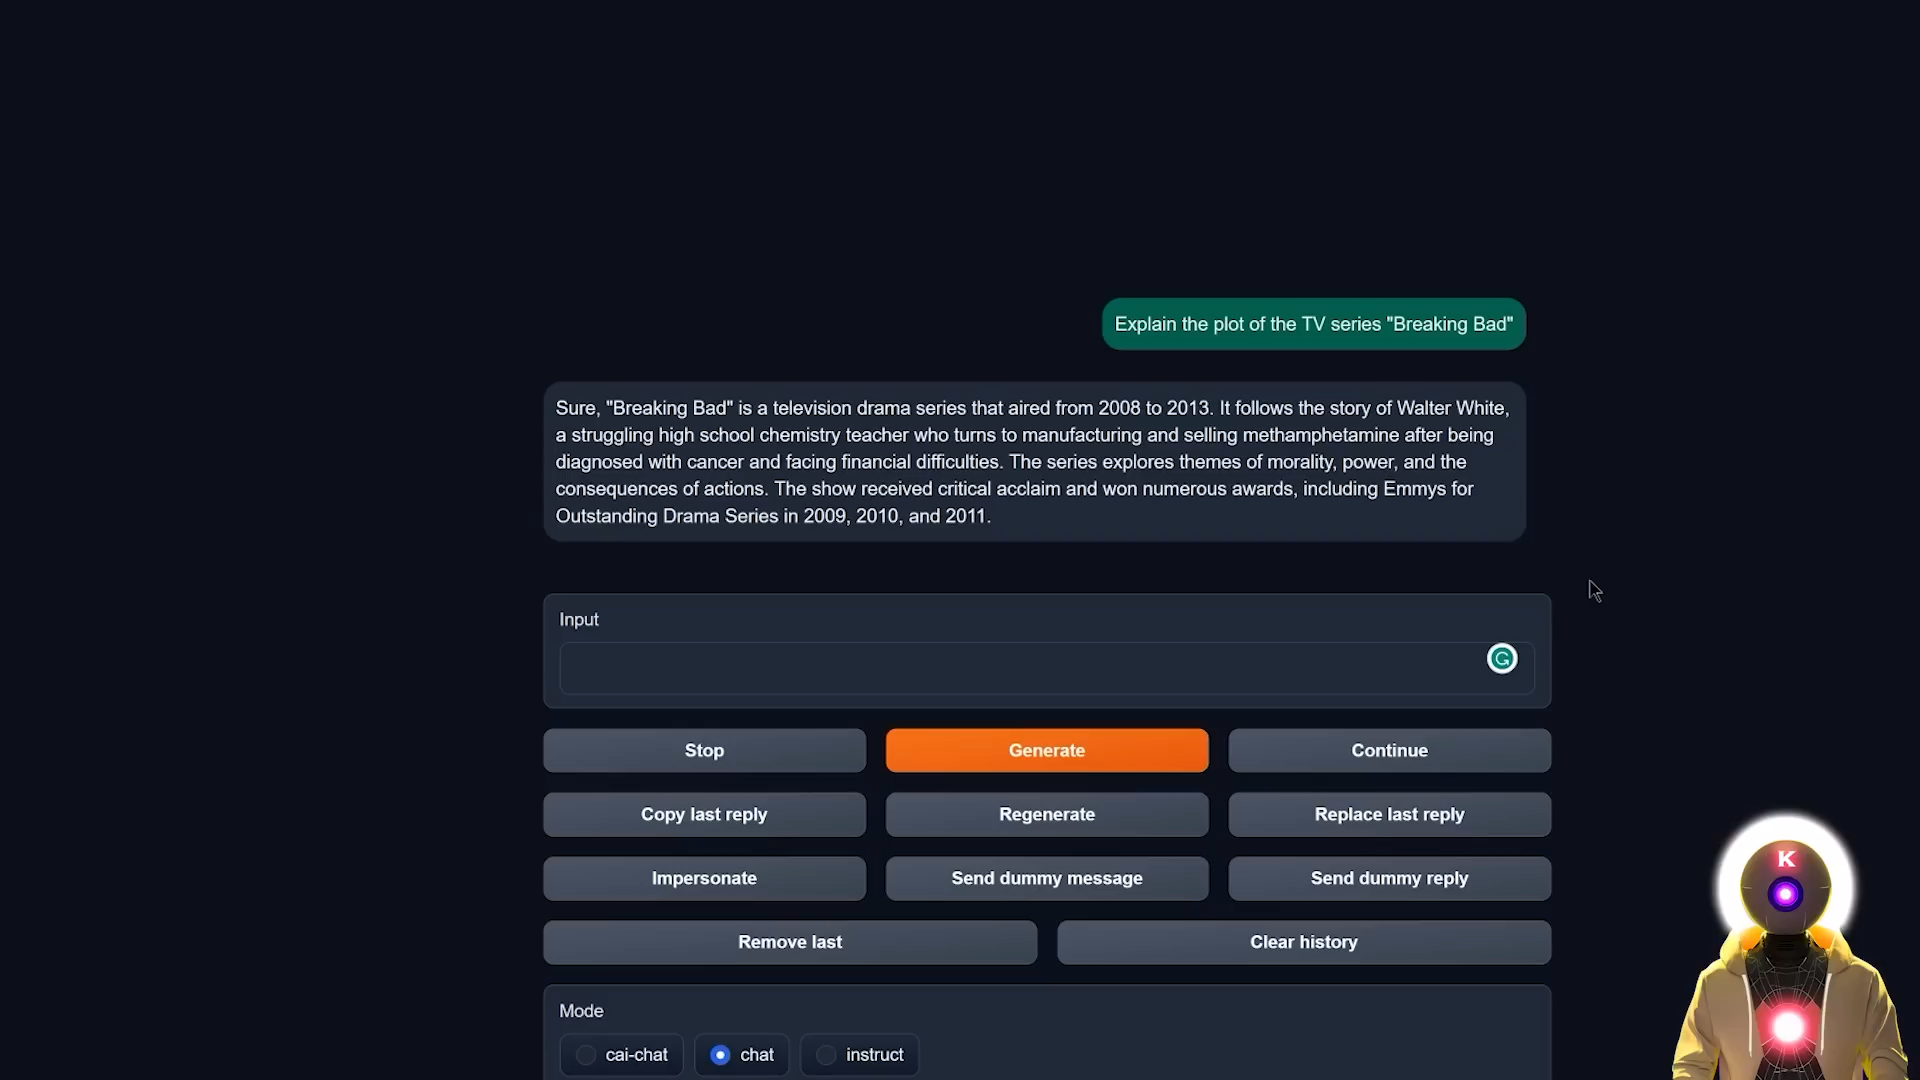 Explain the plot of the TV series "Breaking Bad"
Sure, "Breaking Bad" is a television drama series that aired from 2008 to 2013. It follows the story of Walter White,
a struggling high school chemistry teacher who turns to manufacturing and selling methamphetamine after being
diagnosed with cancer and facing financial difficulties. The series explores themes of morality, power, and the
consequences of actions. The show received critical acclaim and won numerous awards, including Emmys for
Outstanding Drama Series in 2009, 2010, and 2011.
Input
Stop
Generate
Continue
Copy last reply
Regenerate
Replace last reply
Impersonate
Send dummy message
Send dummy reply
Remove last
Clear history
Mode
cai-chat
chat
instruct
K